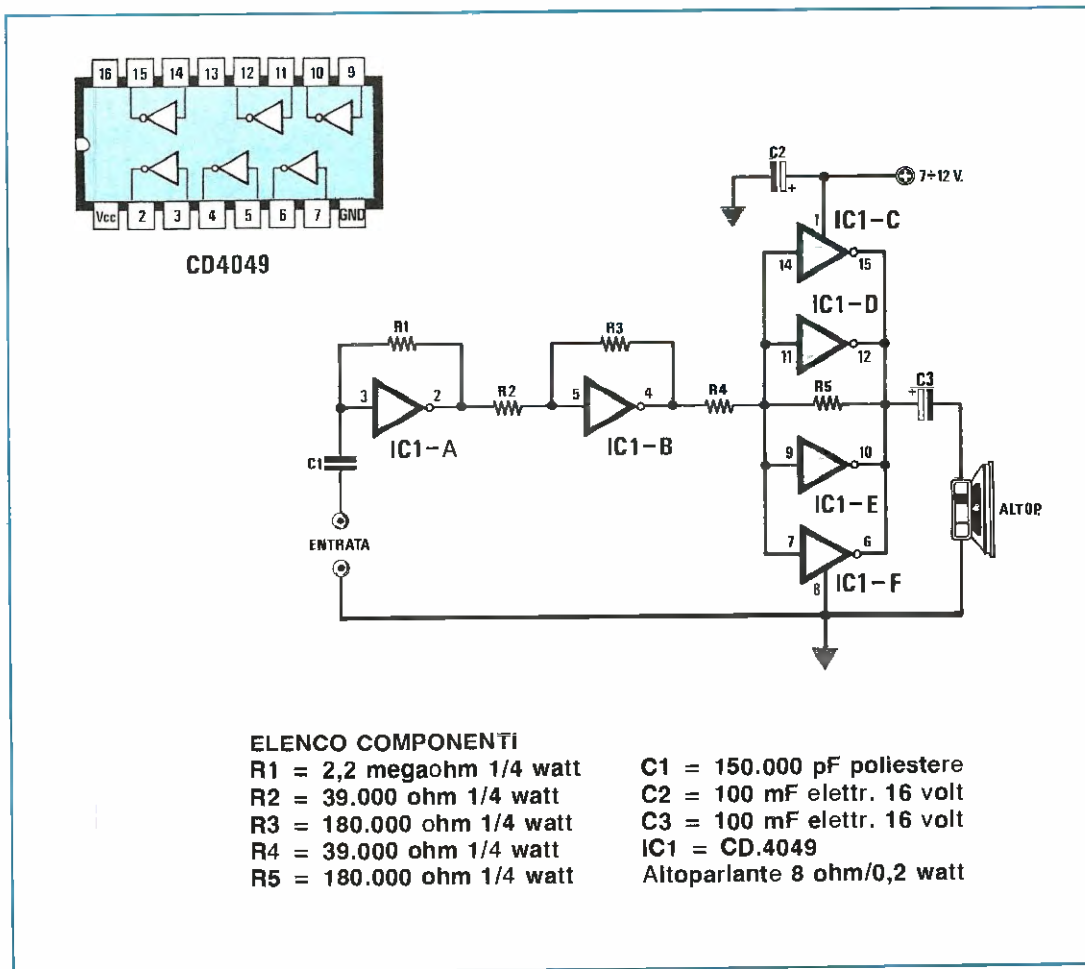 16 15 14 13 12 11 10 9
Vcc 2 3 4 5 6 7 GND
CD4049
C2
+
7÷12 V.
1
IC1-C
14
15
IC1-D
11
12
R5
C3
+
9
10
IC1-E
7
6
IC1-F
8
ALTOP.
R1
3
2
IC1-A
R2
R3
5
4
IC1-B
R4
C1
ENTRATA
ELENCO COMPONENTI
R1 = 2,2 megaohm 1/4 watt
R2 = 39.000 ohm 1/4 watt
R3 = 180.000 ohm 1/4 watt
R4 = 39.000 ohm 1/4 watt
R5 = 180.000 ohm 1/4 watt
C1 = 150.000 pF poliestere
C2 = 100 mF elettr. 16 volt
C3 = 100 mF elettr. 16 volt
IC1 = CD.4049
Altoparlante 8 ohm/0,2 watt